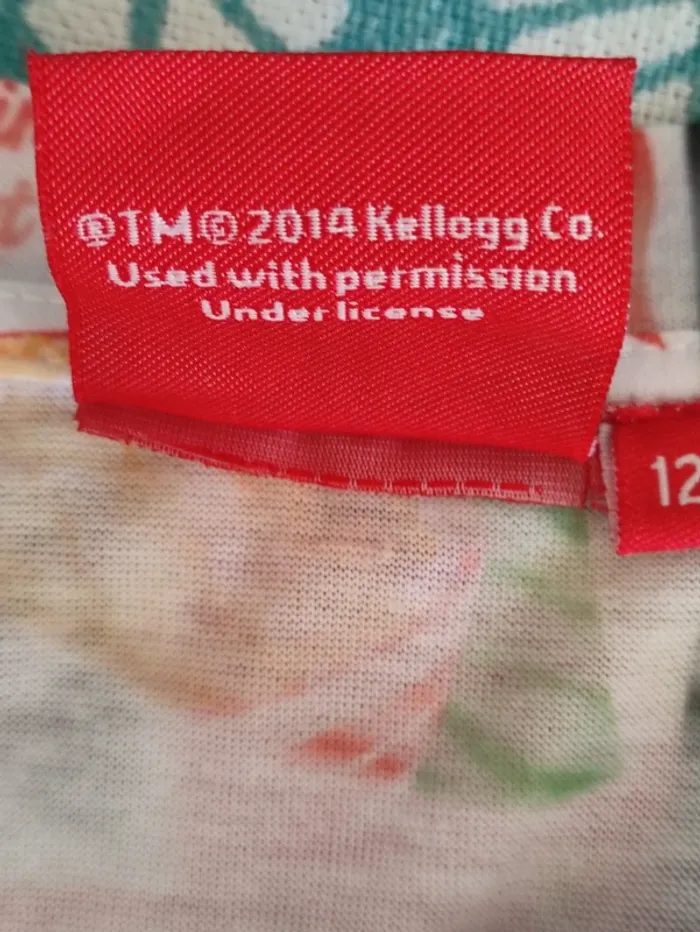 ®TM© 2014 Kellogg Co.
Used with permission
Under license
12